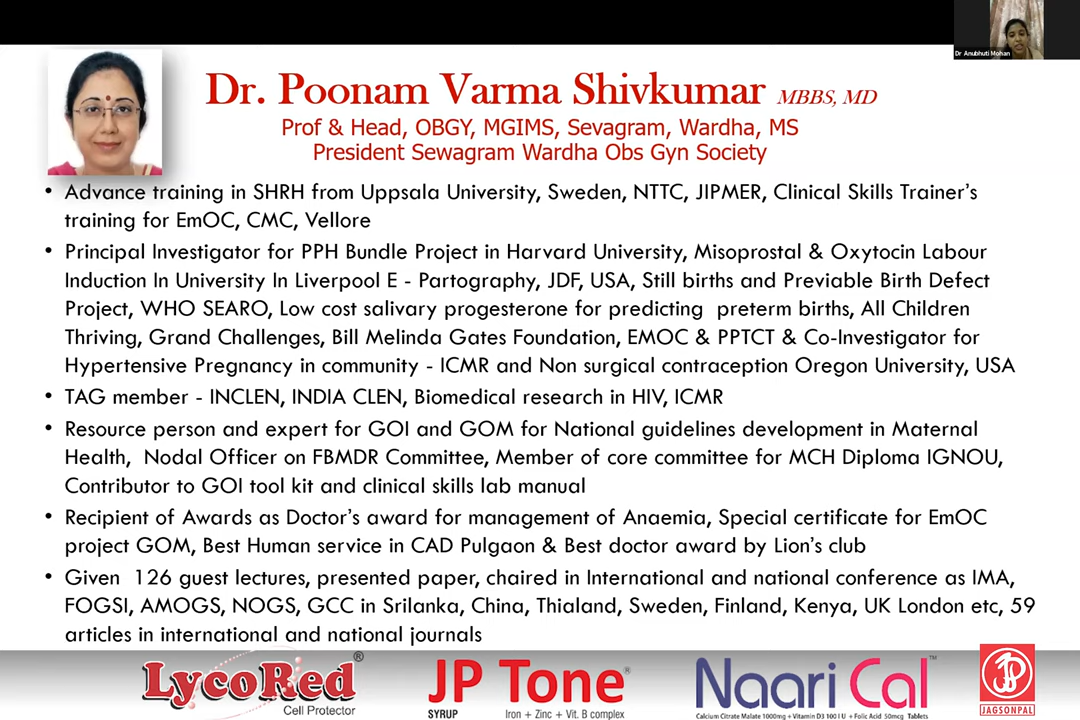 Dr Anubhuti Mohan
Dr. Poonam Varma Shivkumar MBBS, MD
Prof & Head, OBGY, MGIMS, Sevagram, Wardha, MS
President Sewagram Wardha Obs Gyn Society
• Advance training in SHRH from Uppsala University, Sweden, NTTC, JIPMER, Clinical Skills Trainer's
training for EmOC, CMC, Vellore
• Principal Investigator for PPH Bundle Project in Harvard University, Misoprostal & Oxytocin Labour
Induction In University In Liverpool E - Partography, JDF, USA, Still births and Previable Birth Defect
Project, WHO SEARO, Low cost salivary progesterone for predicting preterm births, All Children
Thriving, Grand Challenges, Bill Melinda Gates Foundation, EMOC & PPTCT & Co-Investigator for
Hypertensive Pregnancy in community - ICMR and Non surgical contraception Oregon University, USA
• TAG member - INCLEN, INDIA CLEN, Biomedical research in HIV, ICMR
• Resource person and expert for GOI and GOM for National guidelines development in Maternal
Health, Nodal Officer on FBMDR Committee, Member of core committee for MCH Diploma IGNOU,
Contributor to GOI tool kit and clinical skills lab manual
• Recipient of Awards as Doctor's award for management of Anaemia, Special certificate for EmOC
project GOM, Best Human service in CAD Pulgaon & Best doctor award by Lion's club
• Given 126 guest lectures, presented paper, chaired in International and national conference as IMA,
FOGSI, AMOGS, NOGS, GCC in Srilanka, China, Thialand, Sweden, Finland, Kenya, UK London etc, 59
articles in international and national journals
LycoRed®
Cell Protector
JP Tone®
SYRUP Iron + Zinc + Vit. B complex
Naari Cal™
Calcium Citrate Malate 1000mg + Vitamin D3 100 I U + Folic Acid 50mcg Tablets
JP
JAGSONPAL